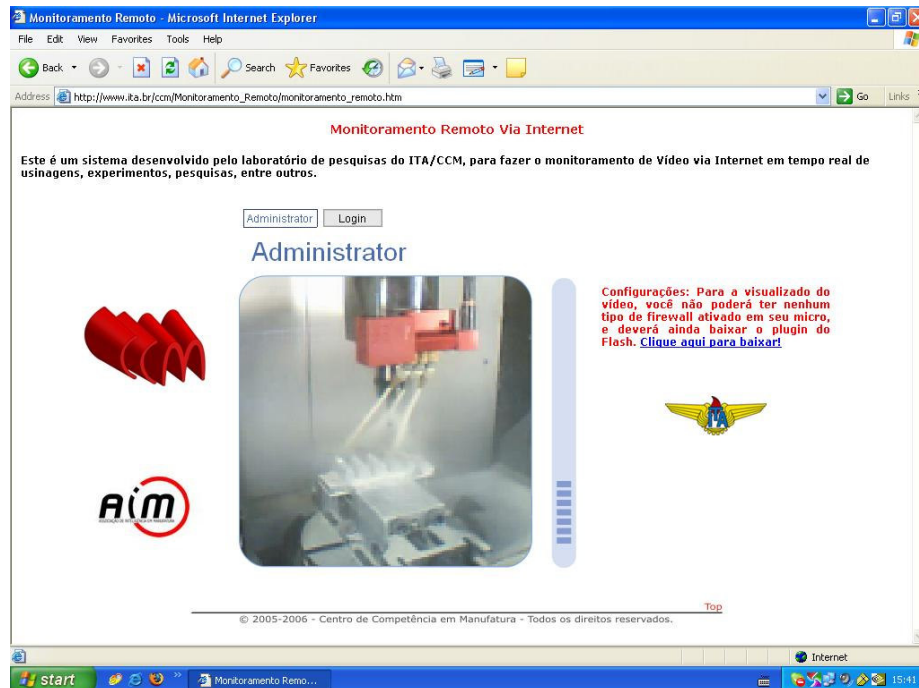 Monitoramento Remoto - Microsoft Internet Explorer
File Edit View Favorites Tools Help
Back Search Favorites
Address http://www.ita.br/ccm/Monitoramento_Remoto/monitoramento_remoto.htm Go Links
Monitoramento Remoto Via Internet
Este é um sistema desenvolvido pelo laboratório de pesquisas do ITA/CCM, para fazer o monitoramento de Vídeo via Internet em tempo real de
usinagens, experimentos, pesquisas, entre outros.
Administrator Login
Administrator
Configurações: Para a visualizado do
vídeo, você não poderá ter nenhum
tipo de firewall ativado em seu micro,
e deverá ainda baixar o plugin do
Flash. Clique aqui para baixar!
CCM
ITA
AIM
Top
© 2005-2006 - Centro de Competência em Manufatura - Todos os direitos reservados.
Internet
start Monitoramento Remo... 15:41